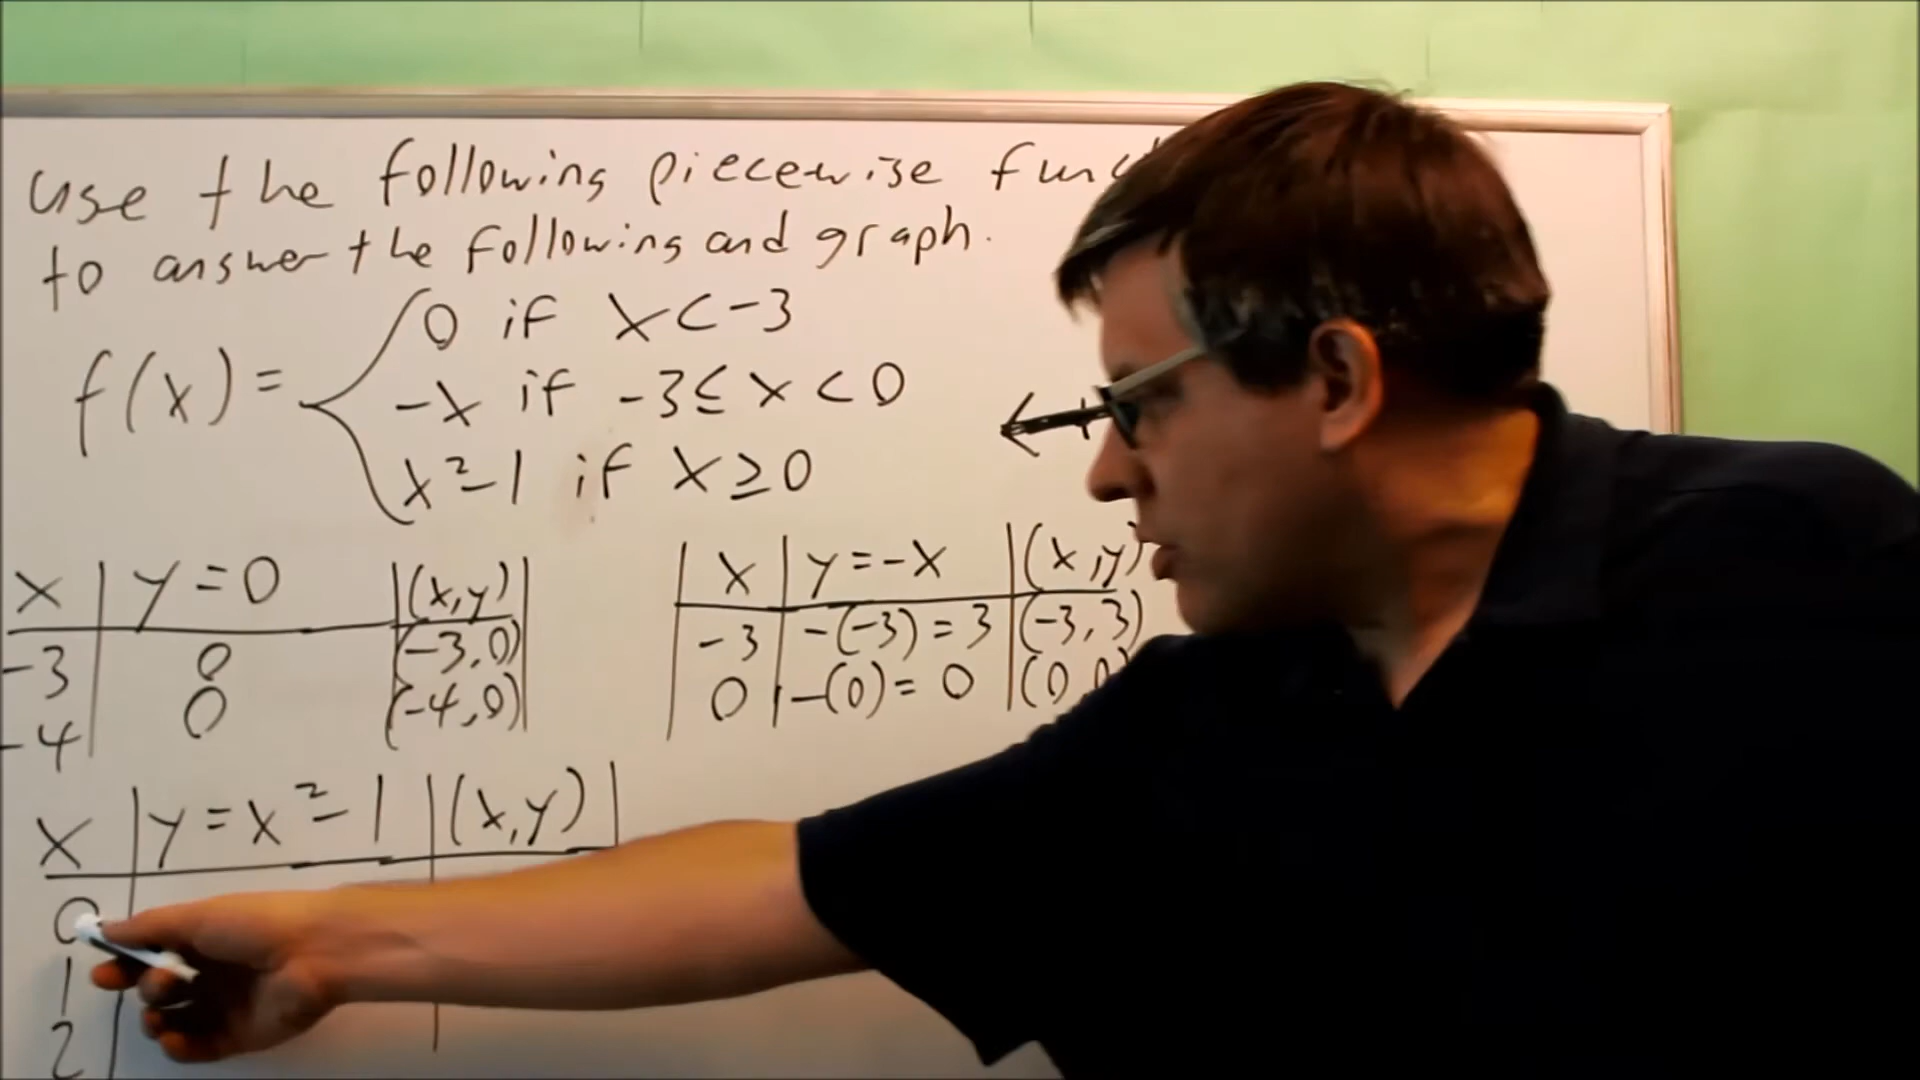 use the following piecewise
to answer the following and graph.
0 if x < -3
f(x) = -x if -3 ≤ x < 0
x² - 1 if x ≥ 0
x | y = 0 | (x, y)
-3 | 0 | (-3, 0)
-4 | 0 | (-4, 0)
x | y = -x | (x, y)
-3 | -(-3) = 3 | (-3, 3)
0 | -(0) = 0 | (0, 0
x | y = x² - 1 | (x, y)
0
1
2